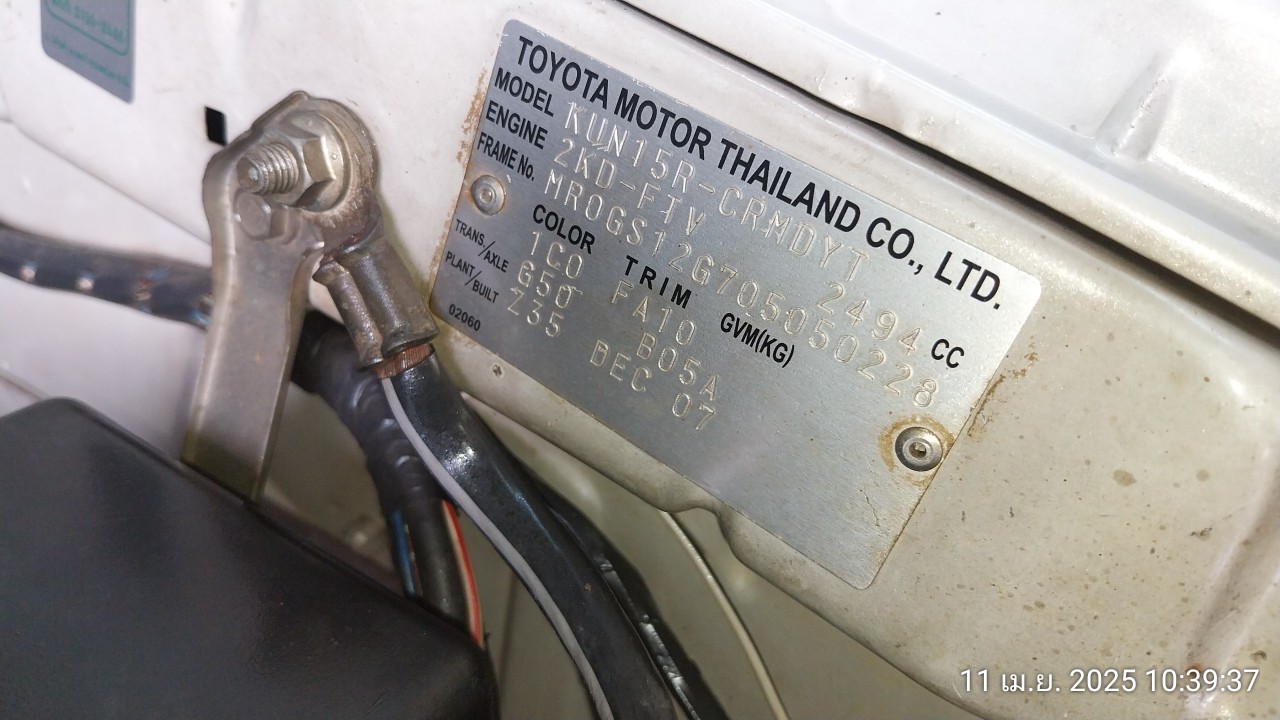 TOYOTA MOTOR THAILAND CO., LTD.
MODEL KUN15R-CRMDYT
ENGINE 2KD-FTV 2494 CC
FRAME No. MR0GS12G705050228
COLOR TRIM GVM(KG)
1C0 FA10
TRANS/AXLE G50 B05A
PLANT/BUILT Z35 DEC 07
02060
11 เม.ย. 2025 10:39:37